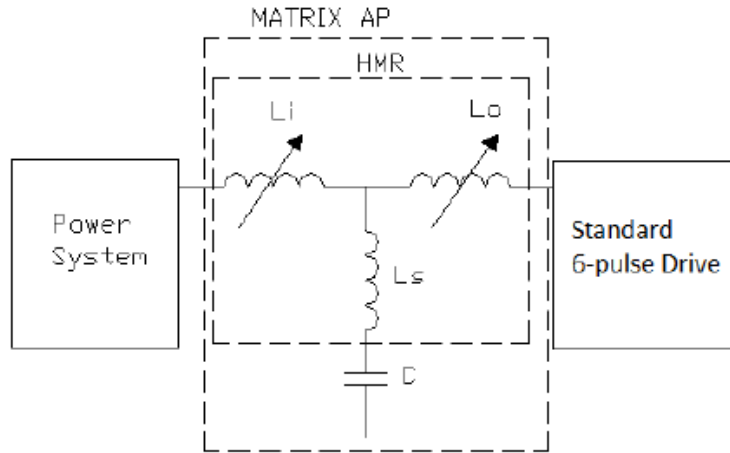 MATRIX AP
HMR
Li
Lo
Power
System
Ls
Standard
6-pulse Drive
C